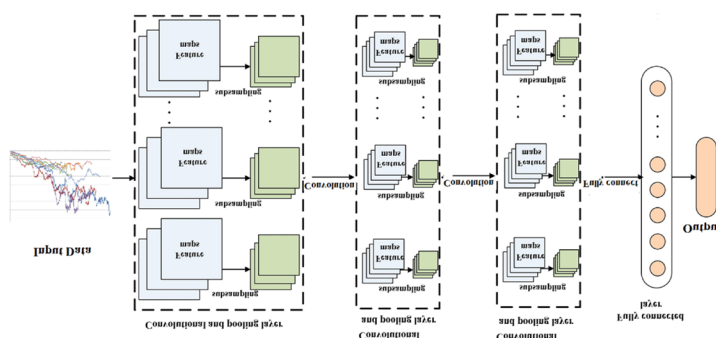 Input Data
Convolutional and pooling layer
Feature
maps
subsampling
Feature
maps
subsampling
Feature
maps
subsampling
Convolution
Convolutional
and pooling layer
Feature
maps
subsampling
Feature
maps
subsampling
Feature
maps
subsampling
Convolution
Convolutional
and pooling layer
Feature
maps
subsampling
Feature
maps
subsampling
Feature
maps
subsampling
Fully connect
Fully connected
layer
Output